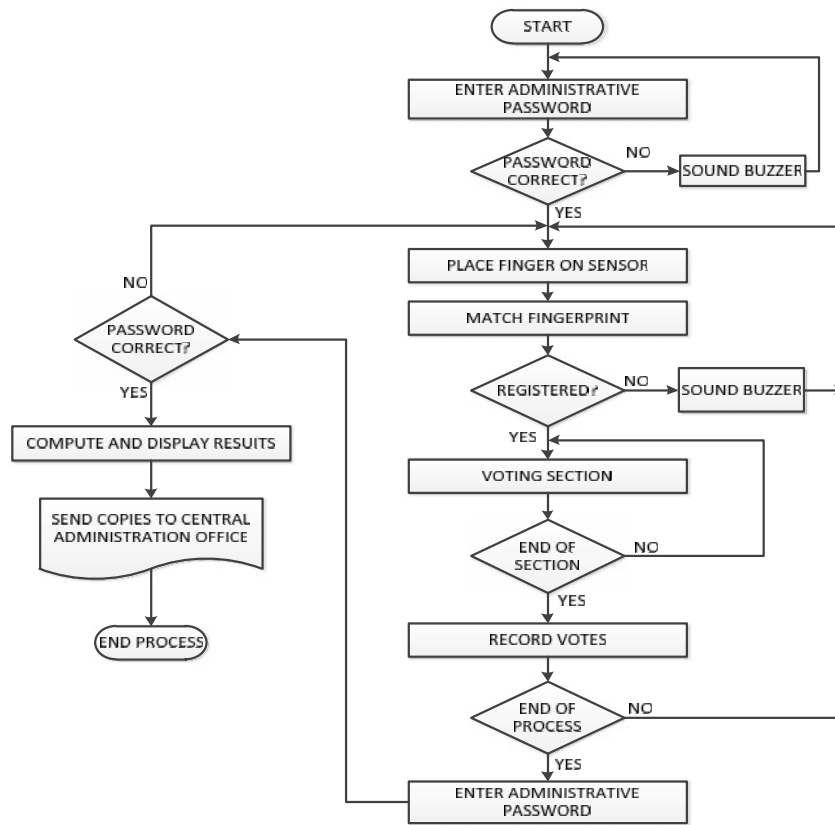 START
ENTER ADMINISTRATIVE
PASSWORD
PASSWORD
CORRECT?
NO
SOUND BUZZER
YES
PLACE FINGER ON SENSOR
MATCH FINGERPRINT
REGISTERED?
NO
SOUND BUZZER
YES
VOTING SECTION
END OF
SECTION
NO
YES
RECORD VOTES
END OF
PROCESS
NO
YES
ENTER ADMINISTRATIVE
PASSWORD
NO
PASSWORD
CORRECT?
YES
COMPUTE AND DISPLAY RESUITS
SEND COPIES TO CENTRAL
ADMINISTRATION OFFICE
END PROCESS